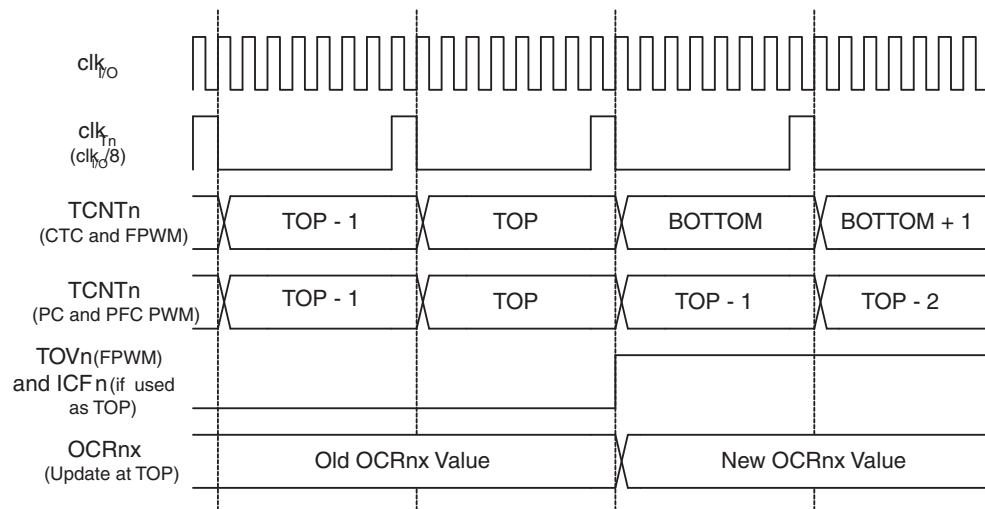 clkI/O
clkTn
(clkI/O/8)
TCNTn
(CTC and FPWM)
TOP - 1 TOP BOTTOM BOTTOM + 1
TCNTn
(PC and PFC PWM)
TOP - 1 TOP TOP - 1 TOP - 2
TOVn(FPWM)
and ICFn(if used
as TOP)
OCRnx
(Update at TOP)
Old OCRnx Value New OCRnx Value